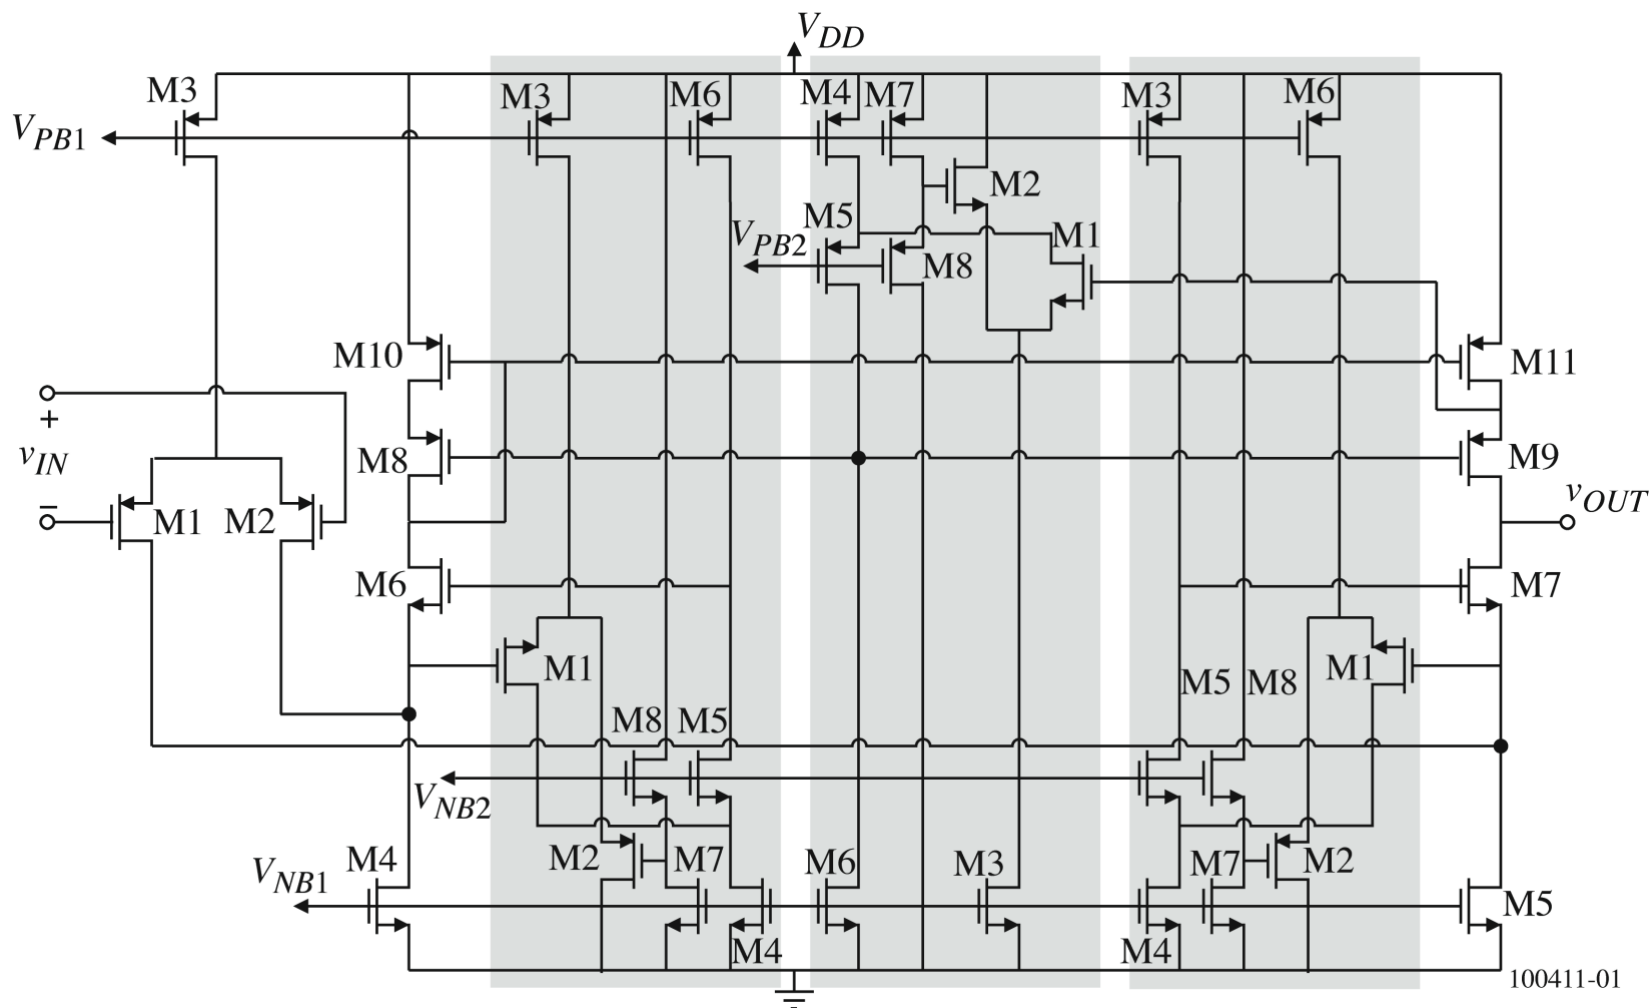 V_DD
M3 M3 M6 M4 M7 M3 M6
V_PB1
M2
M5 M1
V_PB2
M8
M10 M11
+
v_IN M8 M9
−
v_OUT
M1 M2
M6 M7
M1 M5 M8 M1
M8 M5
V_NB2
M4 M2 M7 M6 M3 M7 M2
V_NB1 M5
M4 M4
100411-01